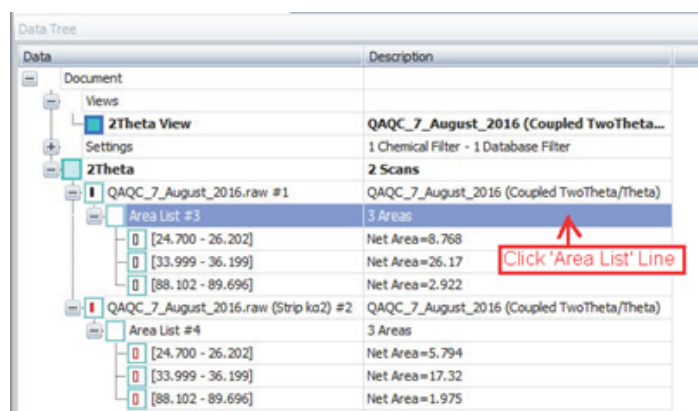 Data Tree
Data Description
Document
Views
2Theta View QAQC_7_August_2016 (Coupled TwoTheta...
Settings 1 Chemical Filter - 1 Database Filter
2Theta 2 Scans
QAQC_7_August_2016.raw #1 QAQC_7_August_2016 (Coupled TwoTheta/Theta)
Area List #3 3 Areas
[24.700 - 26.202] Net Area=8.768
[33.999 - 36.199] Net Area=26.17
Click 'Area List' Line
[88.102 - 89.696] Net Area=2.922
QAQC_7_August_2016.raw (Strip kα2) #2 QAQC_7_August_2016 (Coupled TwoTheta/Theta)
Area List #4 3 Areas
[24.700 - 26.202] Net Area=5.794
[33.999 - 36.199] Net Area=17.32
[88.102 - 89.696] Net Area=1.975